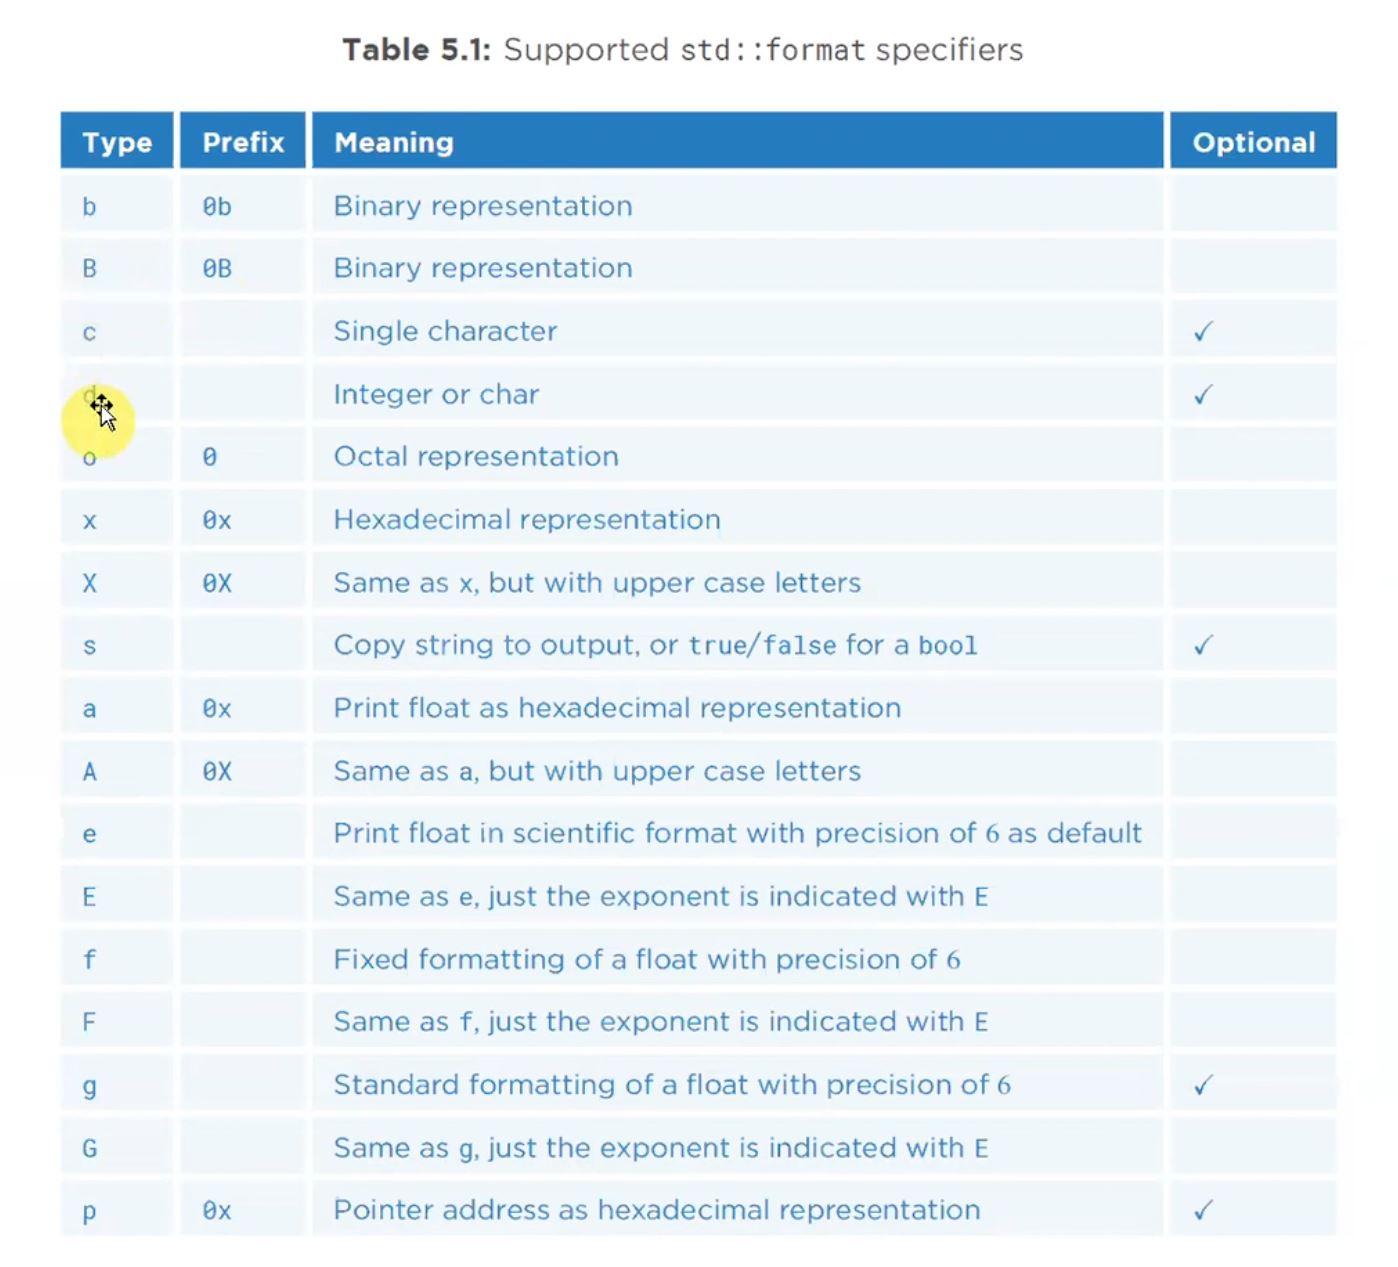 Table 5.1: Supported std::format specifiers
Type Prefix Meaning Optional
b 0b Binary representation
B 0B Binary representation
c Single character ✓
d Integer or char ✓
o 0 Octal representation
x 0x Hexadecimal representation
X 0X Same as x, but with upper case letters
s Copy string to output, or true/false for a bool ✓
a 0x Print float as hexadecimal representation
A 0X Same as a, but with upper case letters
e Print float in scientific format with precision of 6 as default
E Same as e, just the exponent is indicated with E
f Fixed formatting of a float with precision of 6
F Same as f, just the exponent is indicated with E
g Standard formatting of a float with precision of 6 ✓
G Same as g, just the exponent is indicated with E
p 0x Pointer address as hexadecimal representation ✓